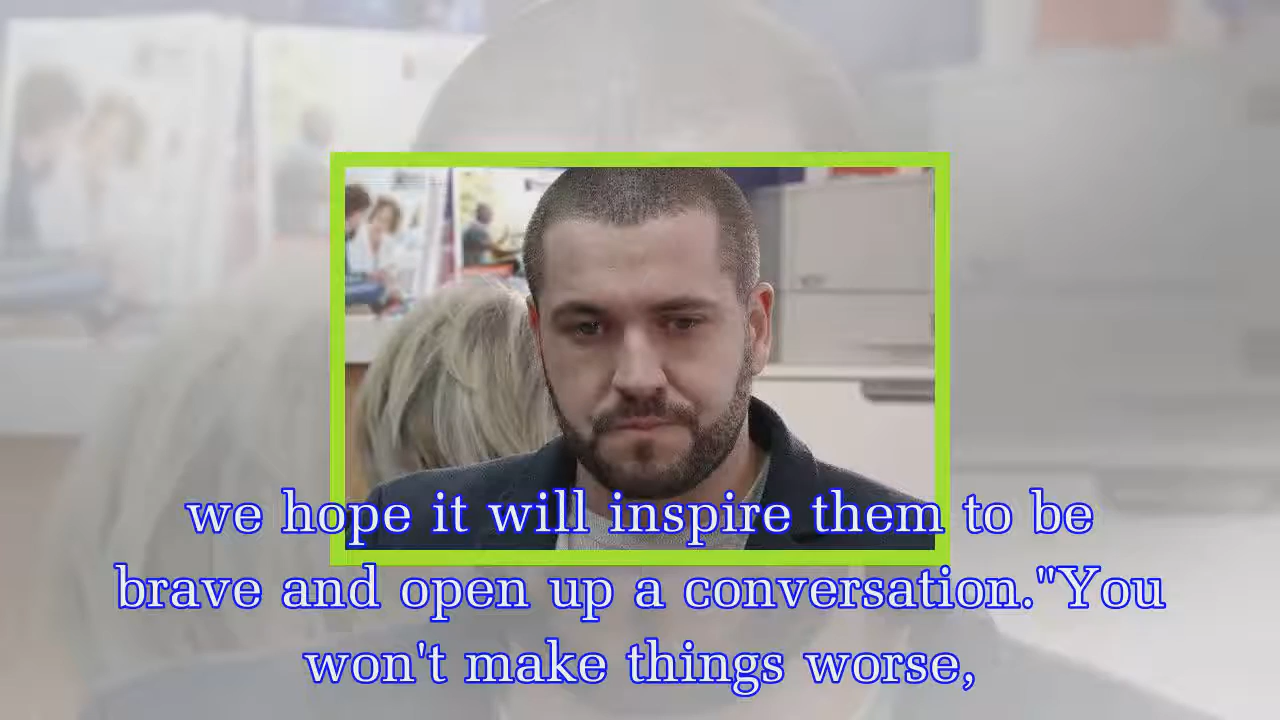 we hope it will inspire them to be
brave and open up a conversation."You
won't make things worse,